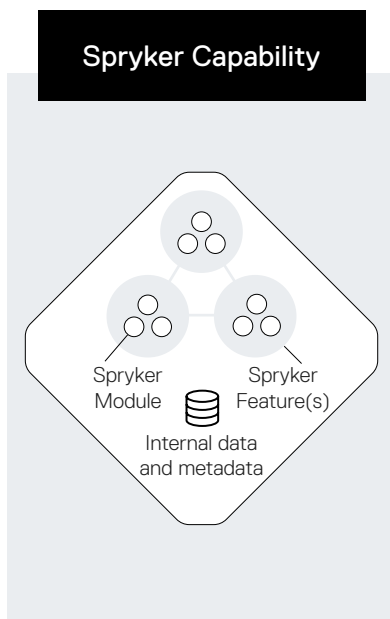 Spryker Capability
Spryker
Module
Spryker
Feature(s)
Internal data
and metadata